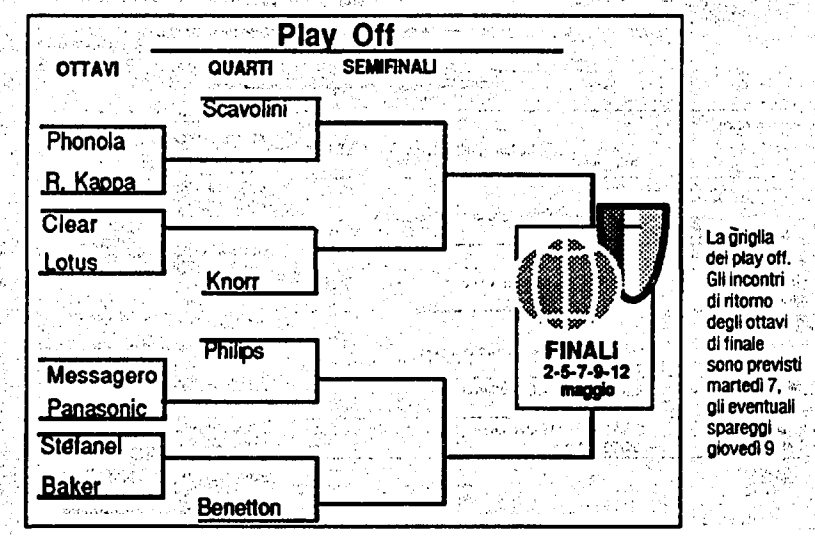 Play Off
OTTAVI QUARTI SEMIFINALI
Scavolini
Phonola
R. Kappa
Clear
Lotus
Knorr
Philips
Messagero
Panasonic
Stefanel
Baker
Benetton
FINALI
2-5-7-9-12
maggio
La griglia
dei play off.
Gli incontri
di ritorno
degli ottavi
di finale
sono previsti
martedì 7,
gli eventuali
spareggi
giovedì 9